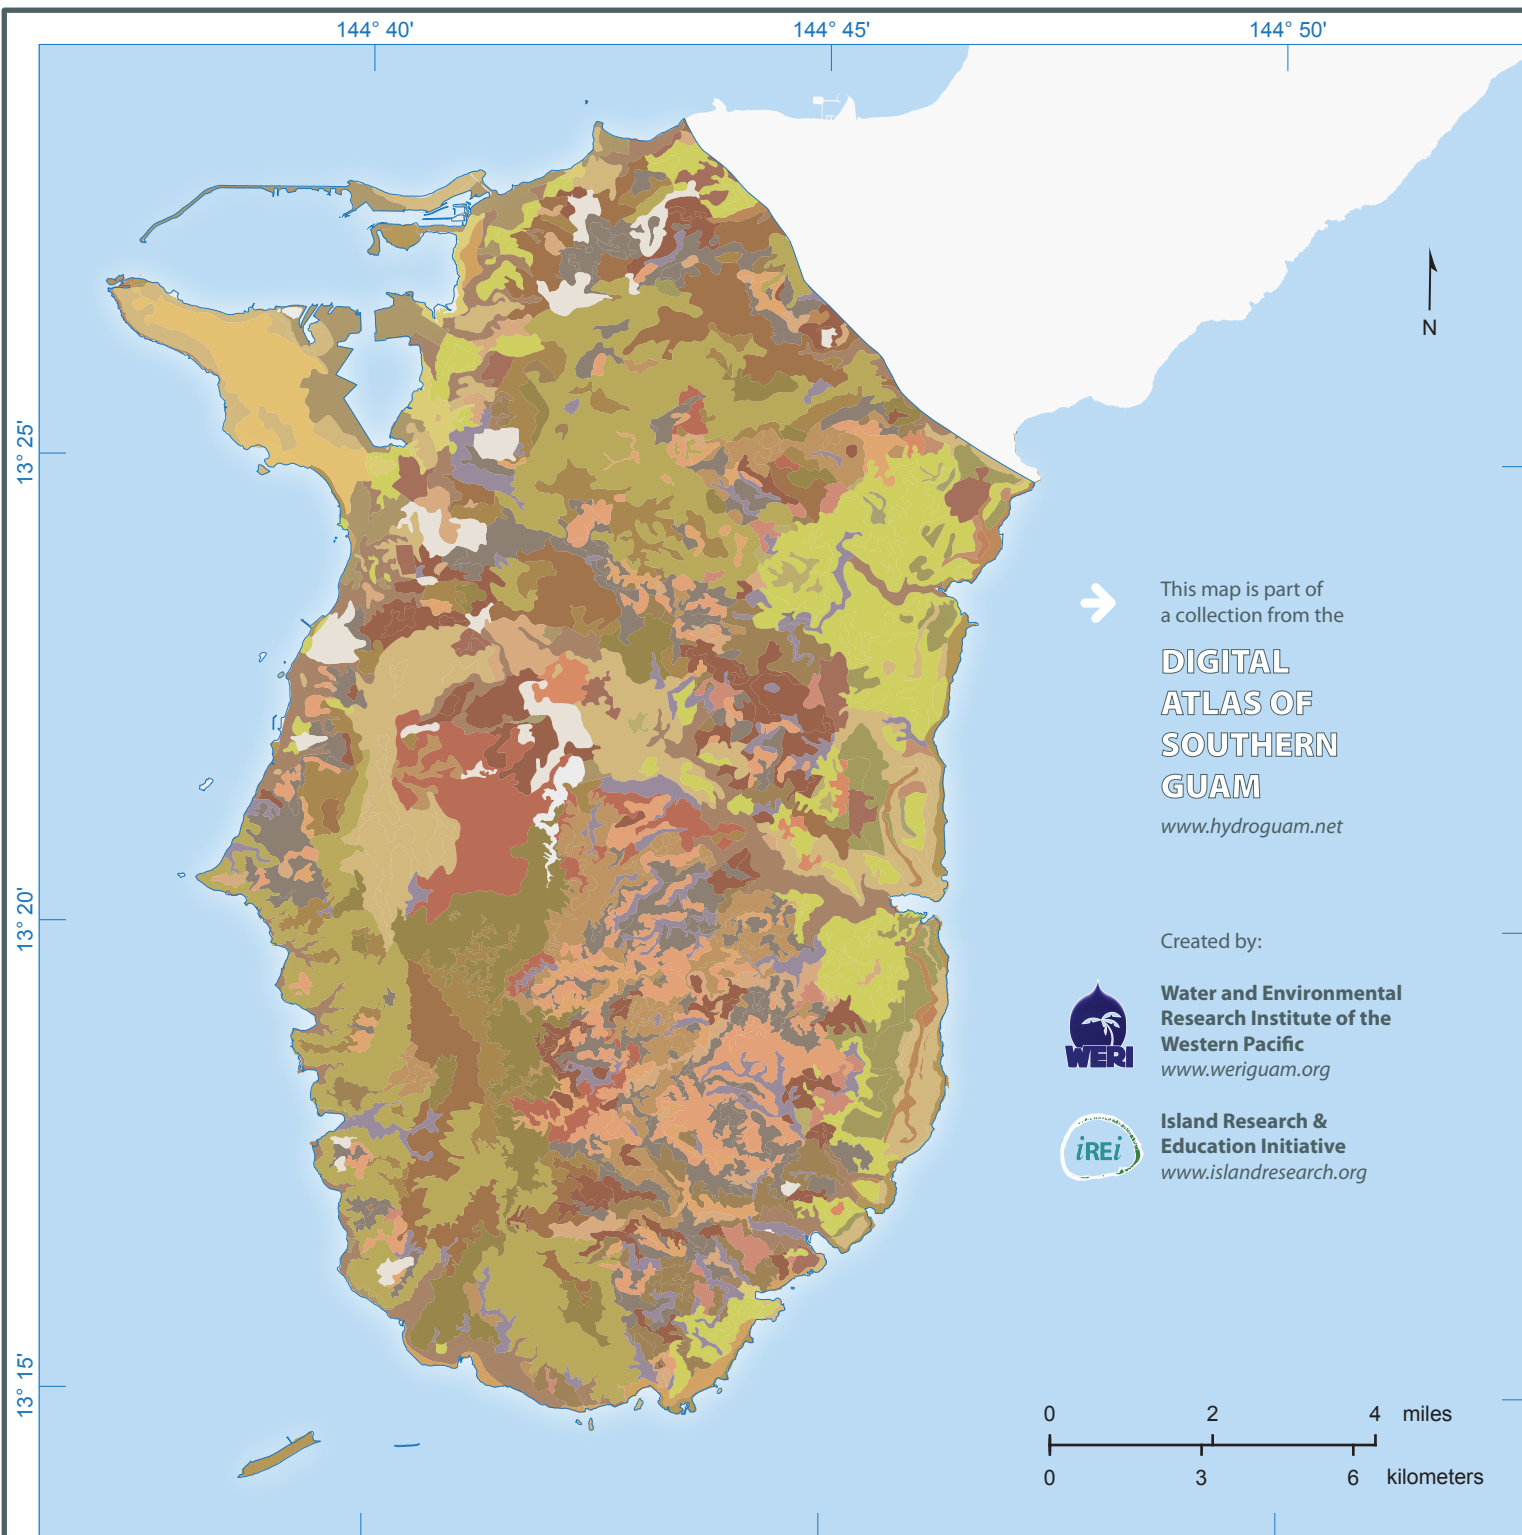 144° 40'
144° 45'
144° 50'
13° 25'
N
This map is part of
a collection from the
DIGITAL
ATLAS OF
SOUTHERN
GUAM
www.hydroguam.net
13° 20'
Created by:
WERI
Water and Environmental
Research Institute of the
Western Pacific
www.weriguam.org
iREi
Island Research &
Education Initiative
www.islandresearch.org
13° 15'
0 2 4 miles
0 3 6 kilometers